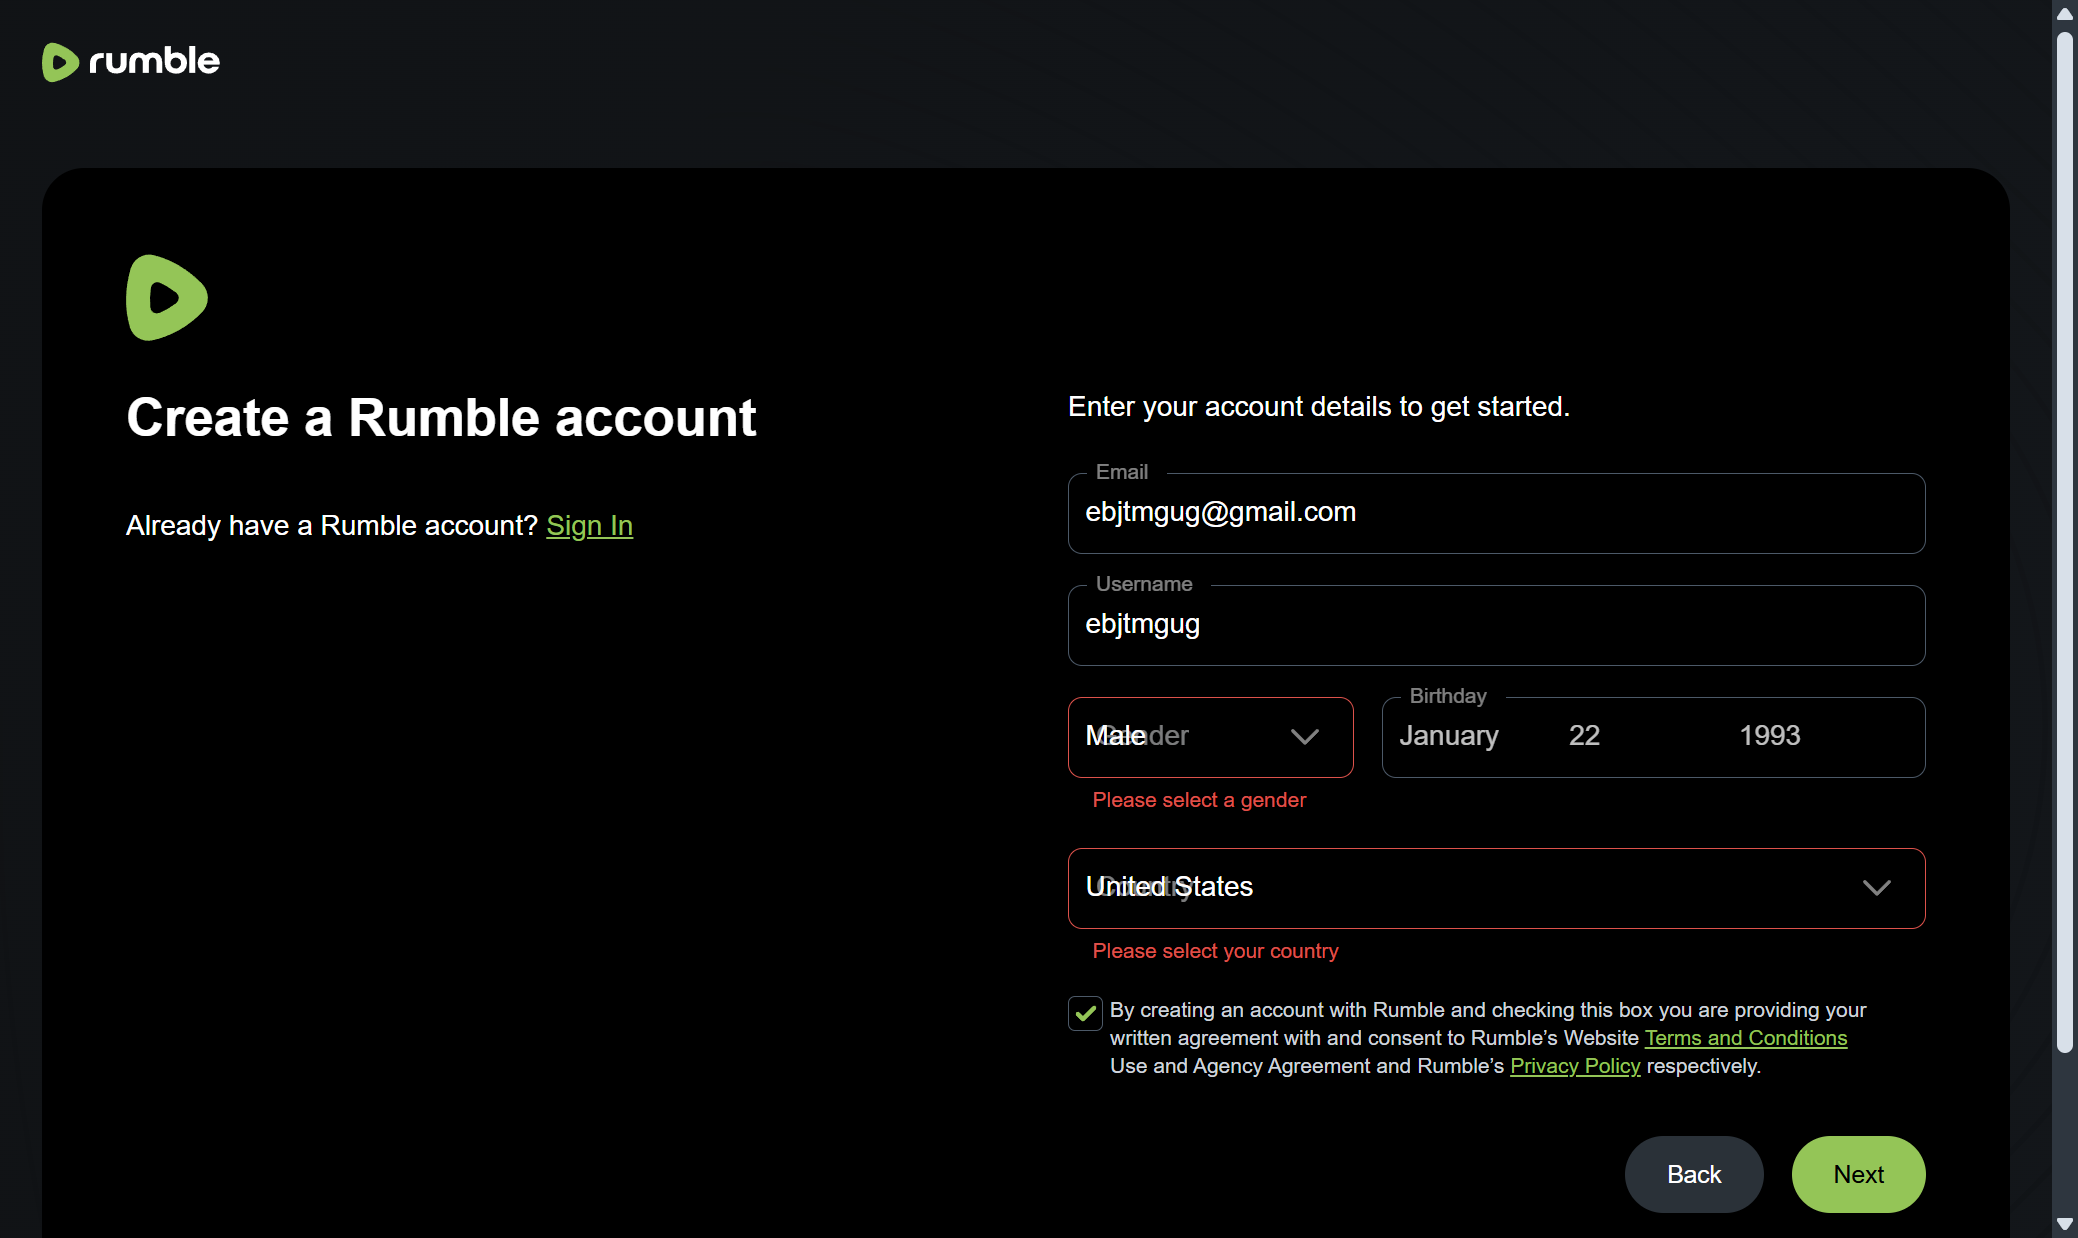 rumble
Create a Rumble account
Already have a Rumble account? Sign In
Enter your account details to get started.
Email
ebjtmgug@gmail.com
Username
ebjtmgug
Gender
Male
Birthday
January 22 1993
Please select a gender
Country
United States
Please select your country
By creating an account with Rumble and checking this box you are providing your
written agreement with and consent to Rumble’s Website Terms and Conditions
Use and Agency Agreement and Rumble’s Privacy Policy respectively.
Back
Next